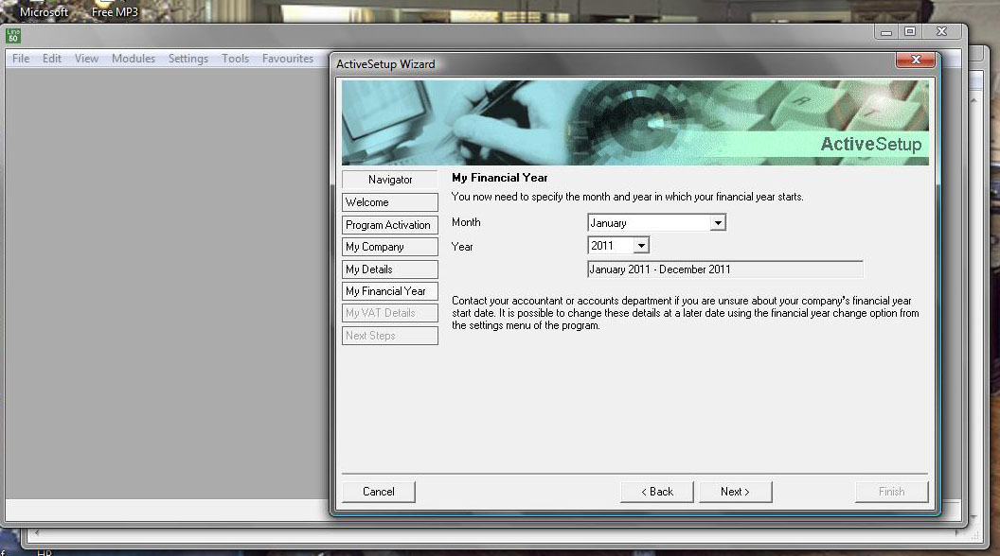 Microsoft
Free MP3
Line
50
File Edit View Modules Settings Tools Favourites
ActiveSetup Wizard
ActiveSetup
Navigator
Welcome
Program Activation
My Company
My Details
My Financial Year
My VAT Details
Next Steps
My Financial Year
You now need to specify the month and year in which your financial year starts.
Month
January
Year
2011
January 2011 - December 2011
Contact your accountant or accounts department if you are unsure about your company's financial year
start date. It is possible to change these details at a later date using the financial year change option from
the settings menu of the program.
Cancel
< Back
Next >
Finish
HP